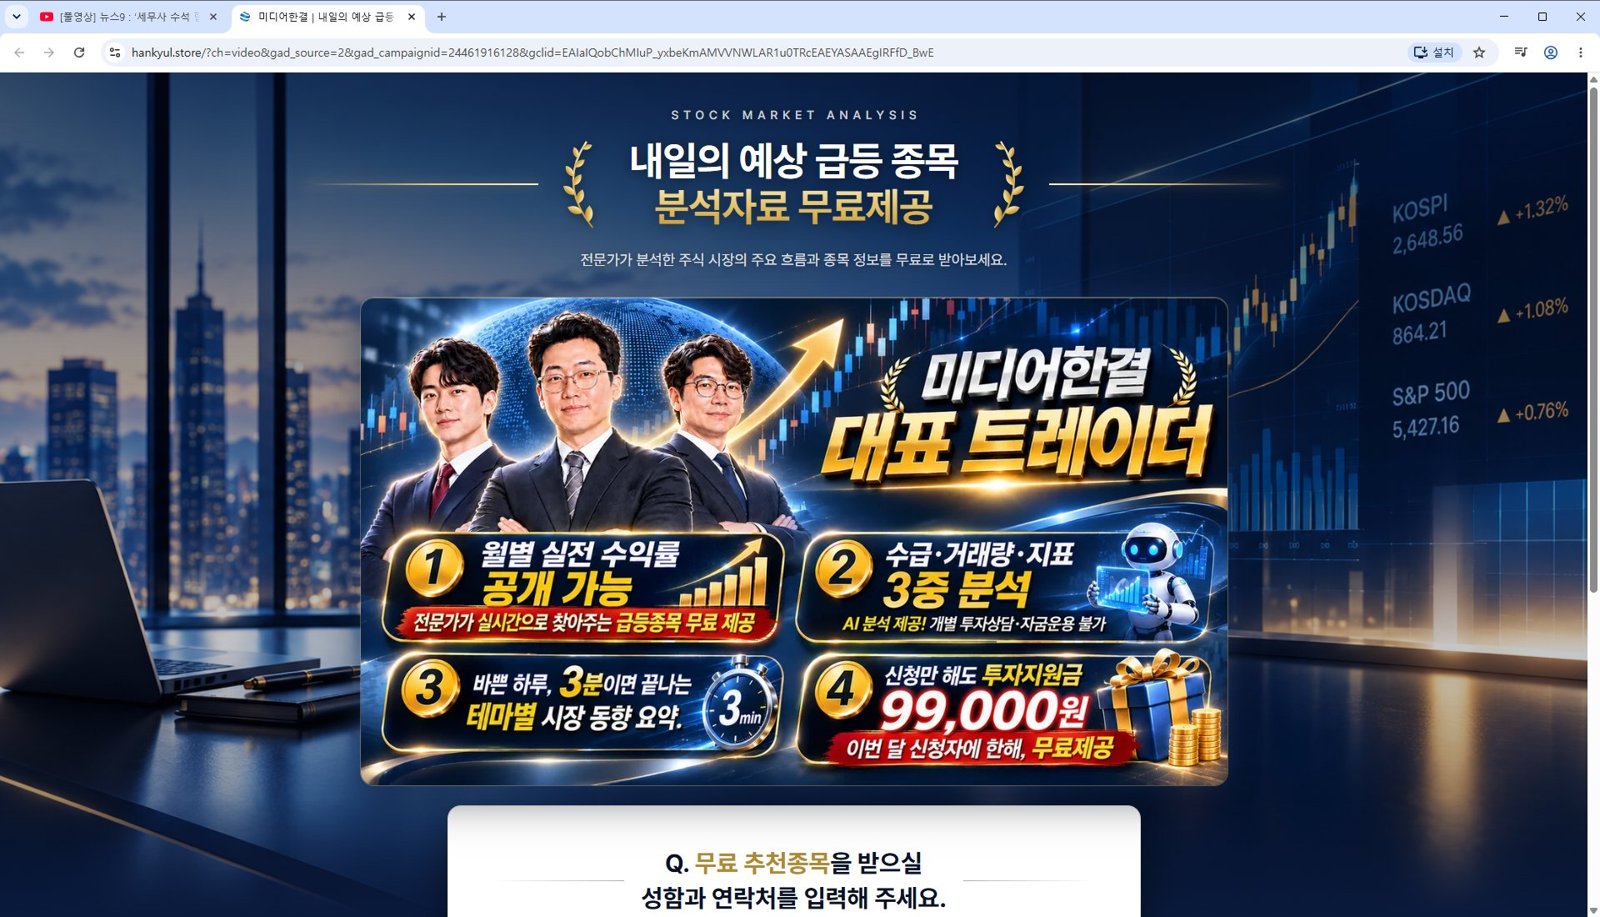 [풀영상] 뉴스9 : '세무사 수석
미디어한결 | 내일의 예상 급등
hankyul.store/?ch=video&gad_source=2&gad_campaignid=24461916128&gclid=EAIaIQobChMIuP_yxbeKmAMVVNWLAR1u0TRcEAEYASAAEgIRFfD_BwE
설치
STOCK MARKET ANALYSIS
내일의 예상 급등 종목
분석자료 무료제공
전문가가 분석한 주식 시장의 주요 흐름과 종목 정보를 무료로 받아보세요.
KOSPI
2,648.56
▲ +1.32%
KOSDAQ
864.21
▲ +1.08%
S&P 500
5,427.16
▲ +0.76%
미디어한결
대표 트레이더
1 월별 실전 수익률
공개 가능
전문가가 실시간으로 찾아주는 급등종목 무료 제공
2 수급·거래량·지표
3중 분석
AI 분석 제공! 개별 투자상담·자금운용 불가
3 바쁜 하루, 3분이면 끝나는
테마별 시장 동향 요약.
3min
4 신청만 해도 투자지원금
99,000원
이번 달 신청자에 한해, 무료제공
Q. 무료 추천종목을 받으실
성함과 연락처를 입력해 주세요.